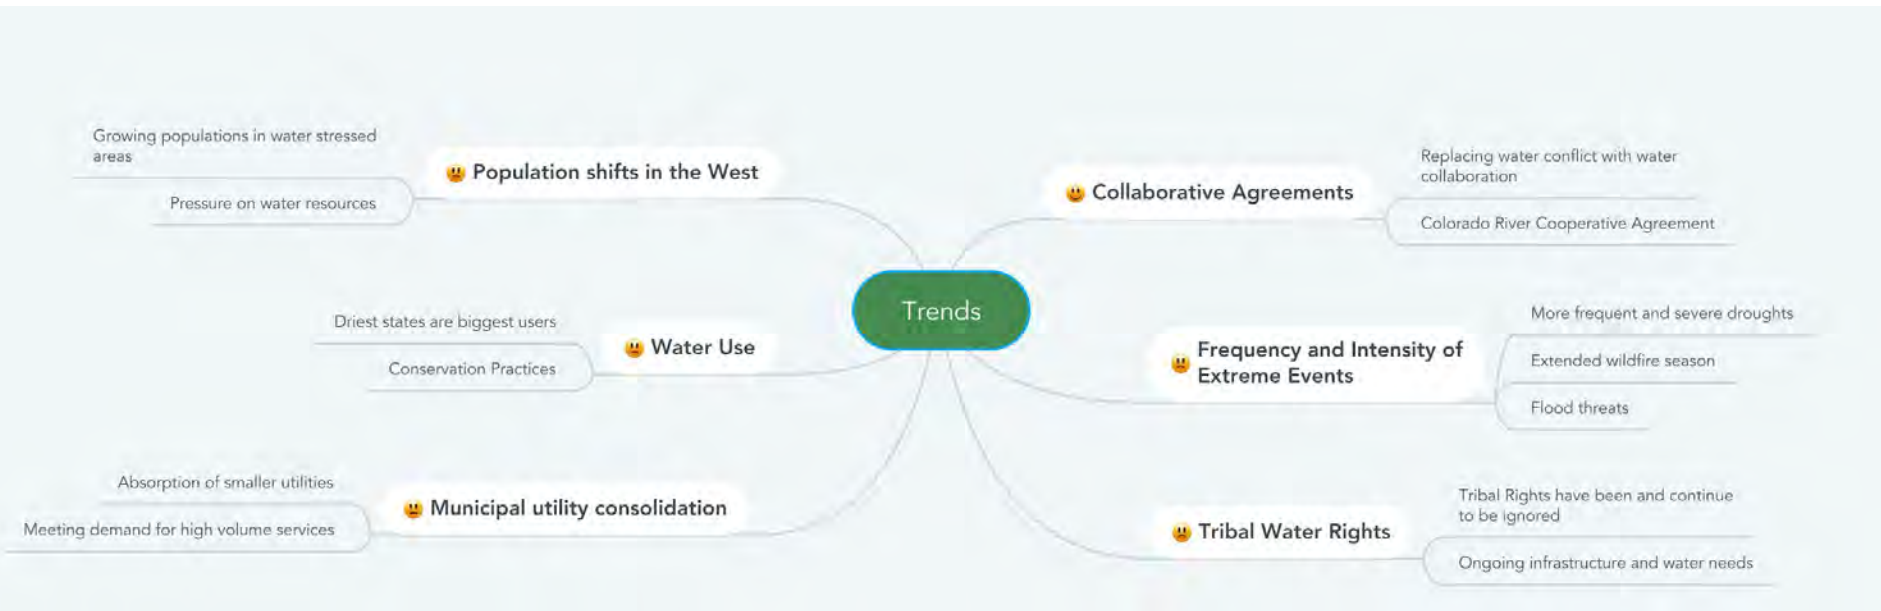 Trends
Population shifts in the West
Growing populations in water stressed
areas
Pressure on water resources
Water Use
Driest states are biggest users
Conservation Practices
Municipal utility consolidation
Absorption of smaller utilities
Meeting demand for high volume services
Collaborative Agreements
Replacing water conflict with water
collaboration
Colorado River Cooperative Agreement
Frequency and Intensity of
Extreme Events
More frequent and severe droughts
Extended wildfire season
Flood threats
Tribal Water Rights
Tribal Rights have been and continue
to be ignored
Ongoing infrastructure and water needs